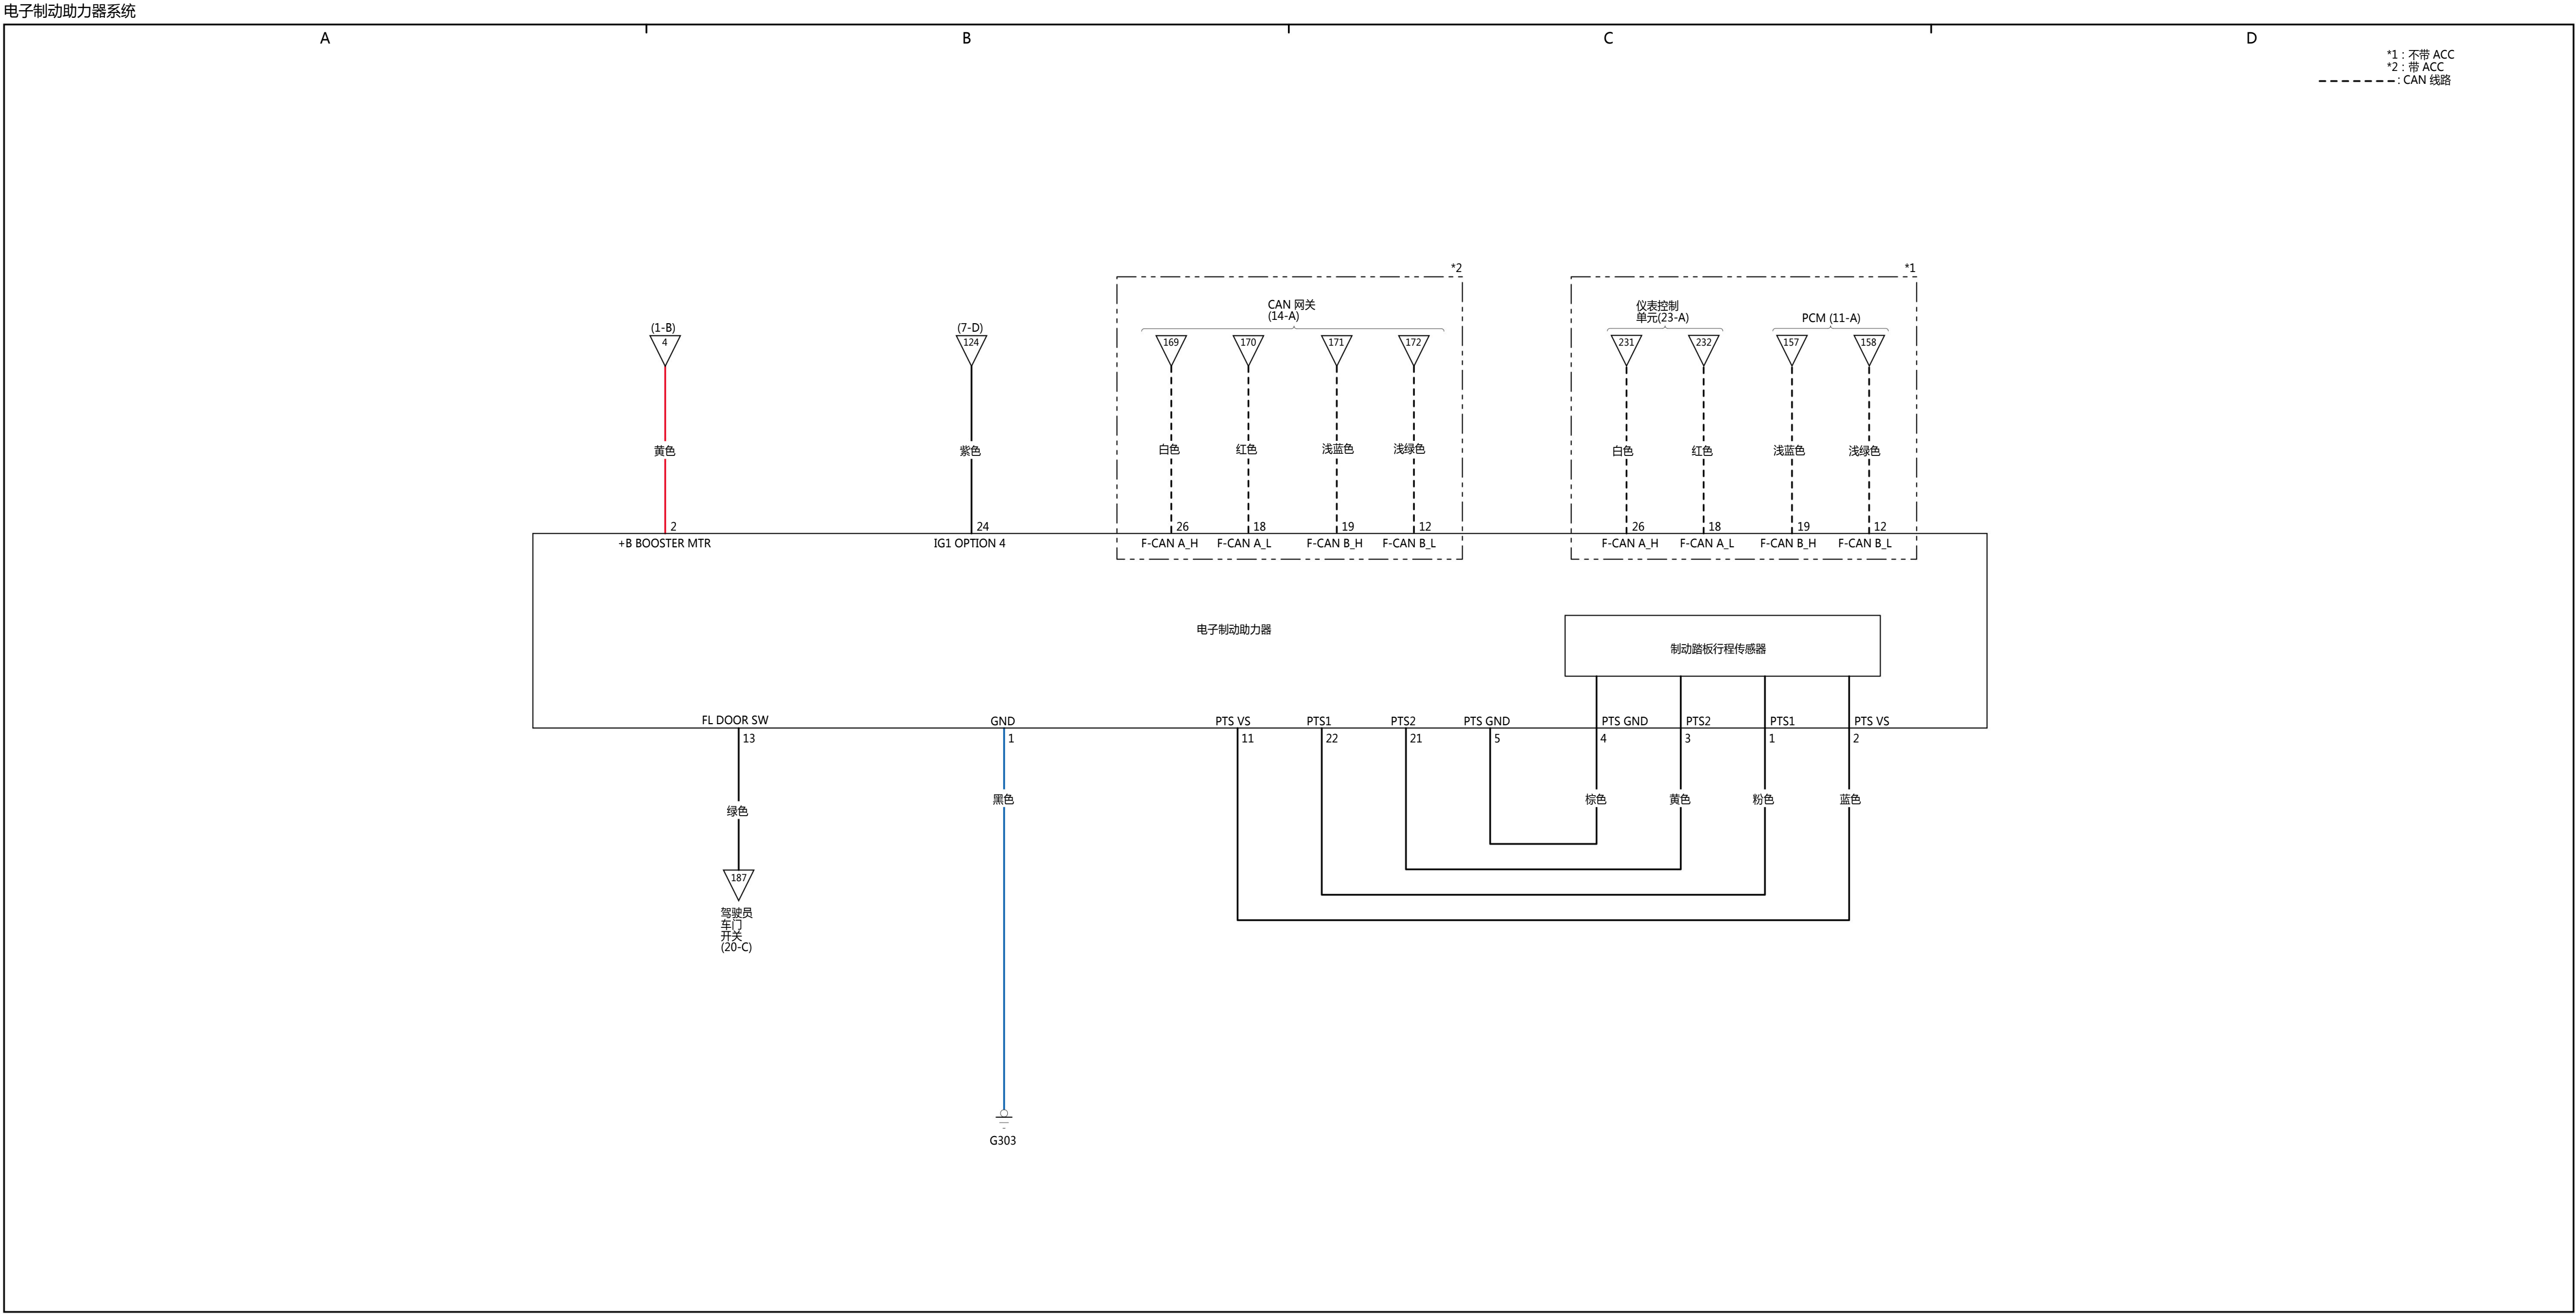 电子制动助力器系统
A
B
C
D
*1 : 不带 ACC
*2 : 带 ACC
: CAN 线路
*2
*1
(1-B)
4
(7-D)
124
CAN 网关
(14-A)
169
170
171
172
仪表控制
单元(23-A)
231
232
PCM (11-A)
157
158
黄色
紫色
白色
红色
浅蓝色
浅绿色
白色
红色
浅蓝色
浅绿色
2
24
26
18
19
12
26
18
19
12
+B BOOSTER MTR
IG1 OPTION 4
F-CAN A_H
F-CAN A_L
F-CAN B_H
F-CAN B_L
F-CAN A_H
F-CAN A_L
F-CAN B_H
F-CAN B_L
电子制动助力器
制动踏板行程传感器
FL DOOR SW
GND
PTS VS
PTS1
PTS2
PTS GND
PTS GND
PTS2
PTS1
PTS VS
13
1
11
22
21
5
4
3
1
2
绿色
黑色
棕色
黄色
粉色
蓝色
187
驾驶员
车门
开关
(20-C)
G303